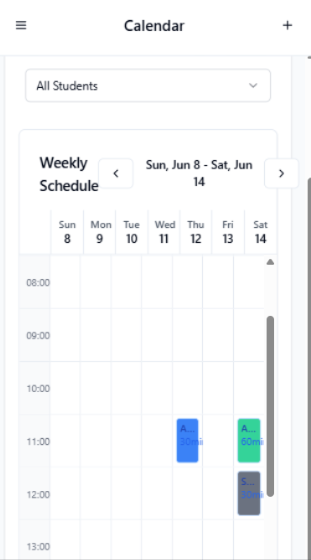 Calendar
All Students
Weekly
Schedule
Sun, Jun 8 - Sat, Jun
14
Sun Mon Tue Wed Thu Fri Sat
8 9 10 11 12 13 14
08:00
09:00
10:00
11:00
A... A...
30mi 60mi
12:00
S...
13:00